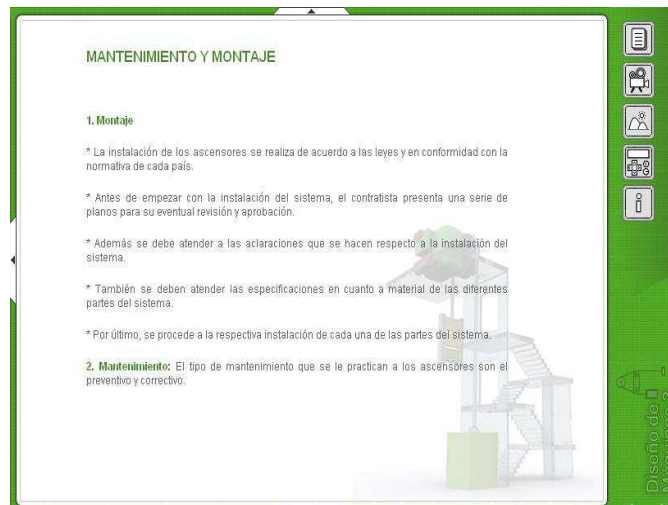 MANTENIMIENTO Y MONTAJE
1. Montaje
* La instalación de los ascensores se realiza de acuerdo a las leyes y en conformidad con la
normativa de cada país.
* Antes de empezar con la instalación del sistema, el contratista presenta una serie de
planos para su eventual revisión y aprobación.
* Además se debe atender a las aclaraciones que se hacen respecto a la instalación del
sistema.
* También se deben atender las especificaciones en cuanto a material de las diferentes
partes del sistema.
* Por último, se procede a la respectiva instalación de cada una de las partes del sistema.
2. Mantenimiento: El tipo de mantenimiento que se le practican a los ascensores son el
preventivo y correctivo.
Diseño de